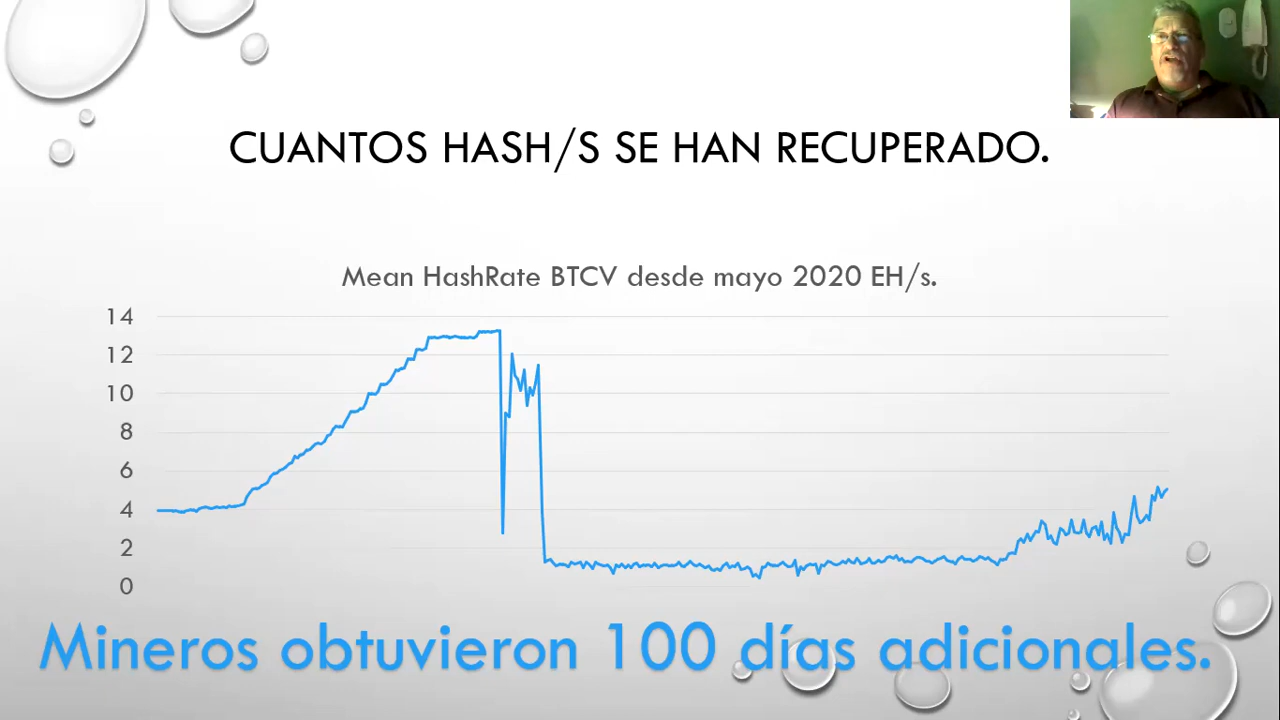 CUANTOS HASH/S SE HAN RECUPERADO.
Mean HashRate BTCV desde mayo 2020 EH/s.
14
12
10
8
6
4
2
0
Mineros obtuvieron 100 días adicionales.